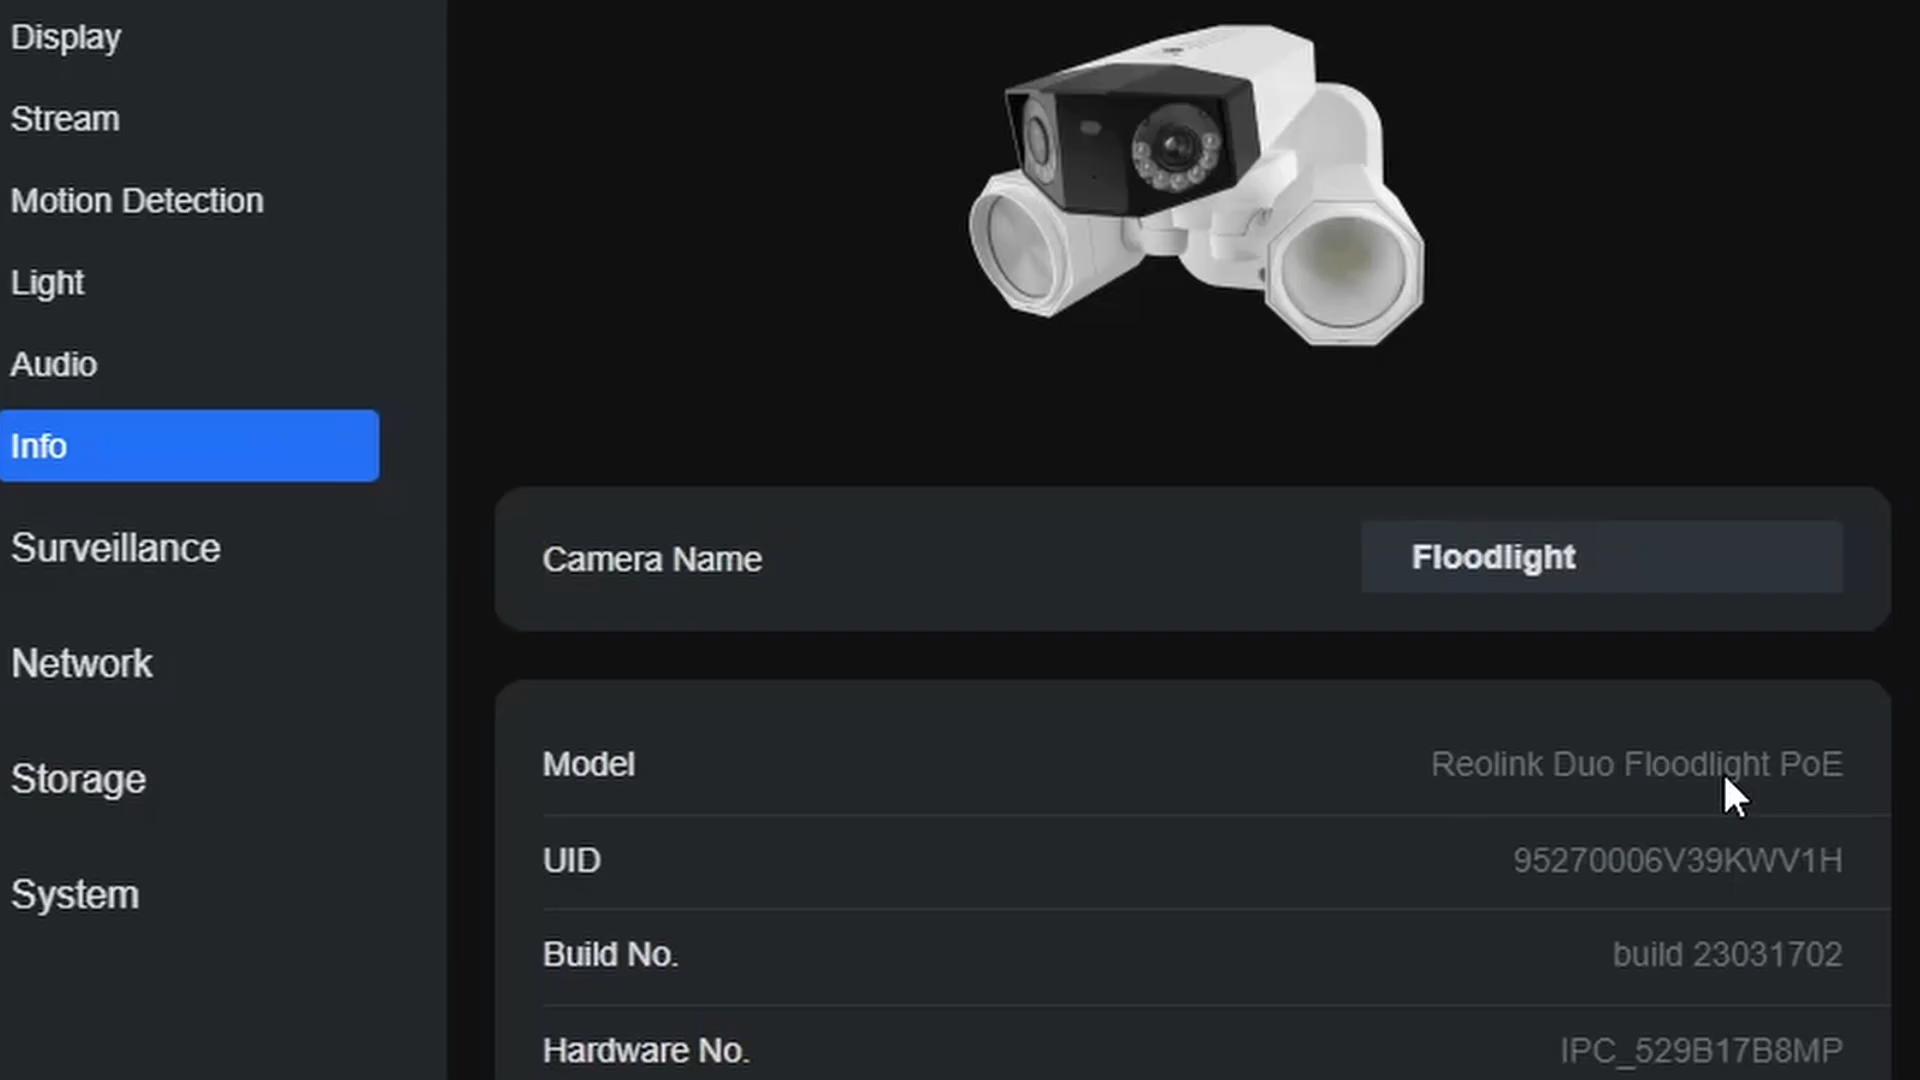 Display
Stream
Motion Detection
Light
Audio
Info
Surveillance
Network
Storage
System
Camera Name Floodlight
Model Reolink Duo Floodlight PoE
UID 95270006V39KWV1H
Build No. build 23031702
Hardware No. IPC_529B17B8MP